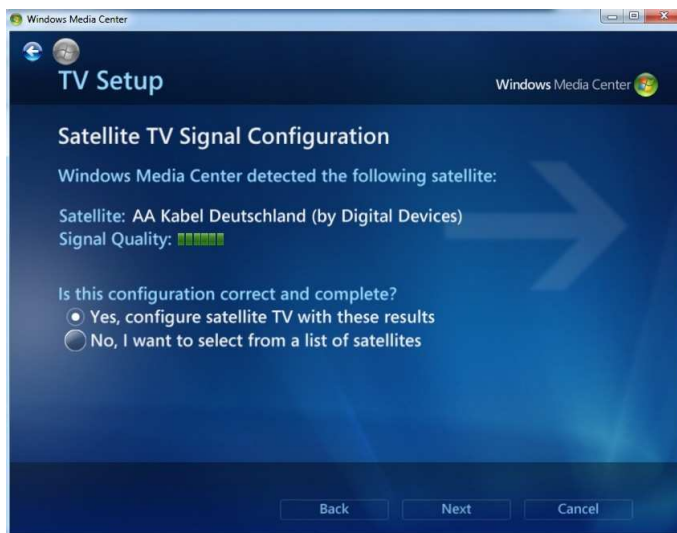 Windows Media Center
TV Setup
Windows Media Center
Satellite TV Signal Configuration
Windows Media Center detected the following satellite:
Satellite: AA Kabel Deutschland (by Digital Devices)
Signal Quality:
Is this configuration correct and complete?
Yes, configure satellite TV with these results
No, I want to select from a list of satellites
Back Next Cancel